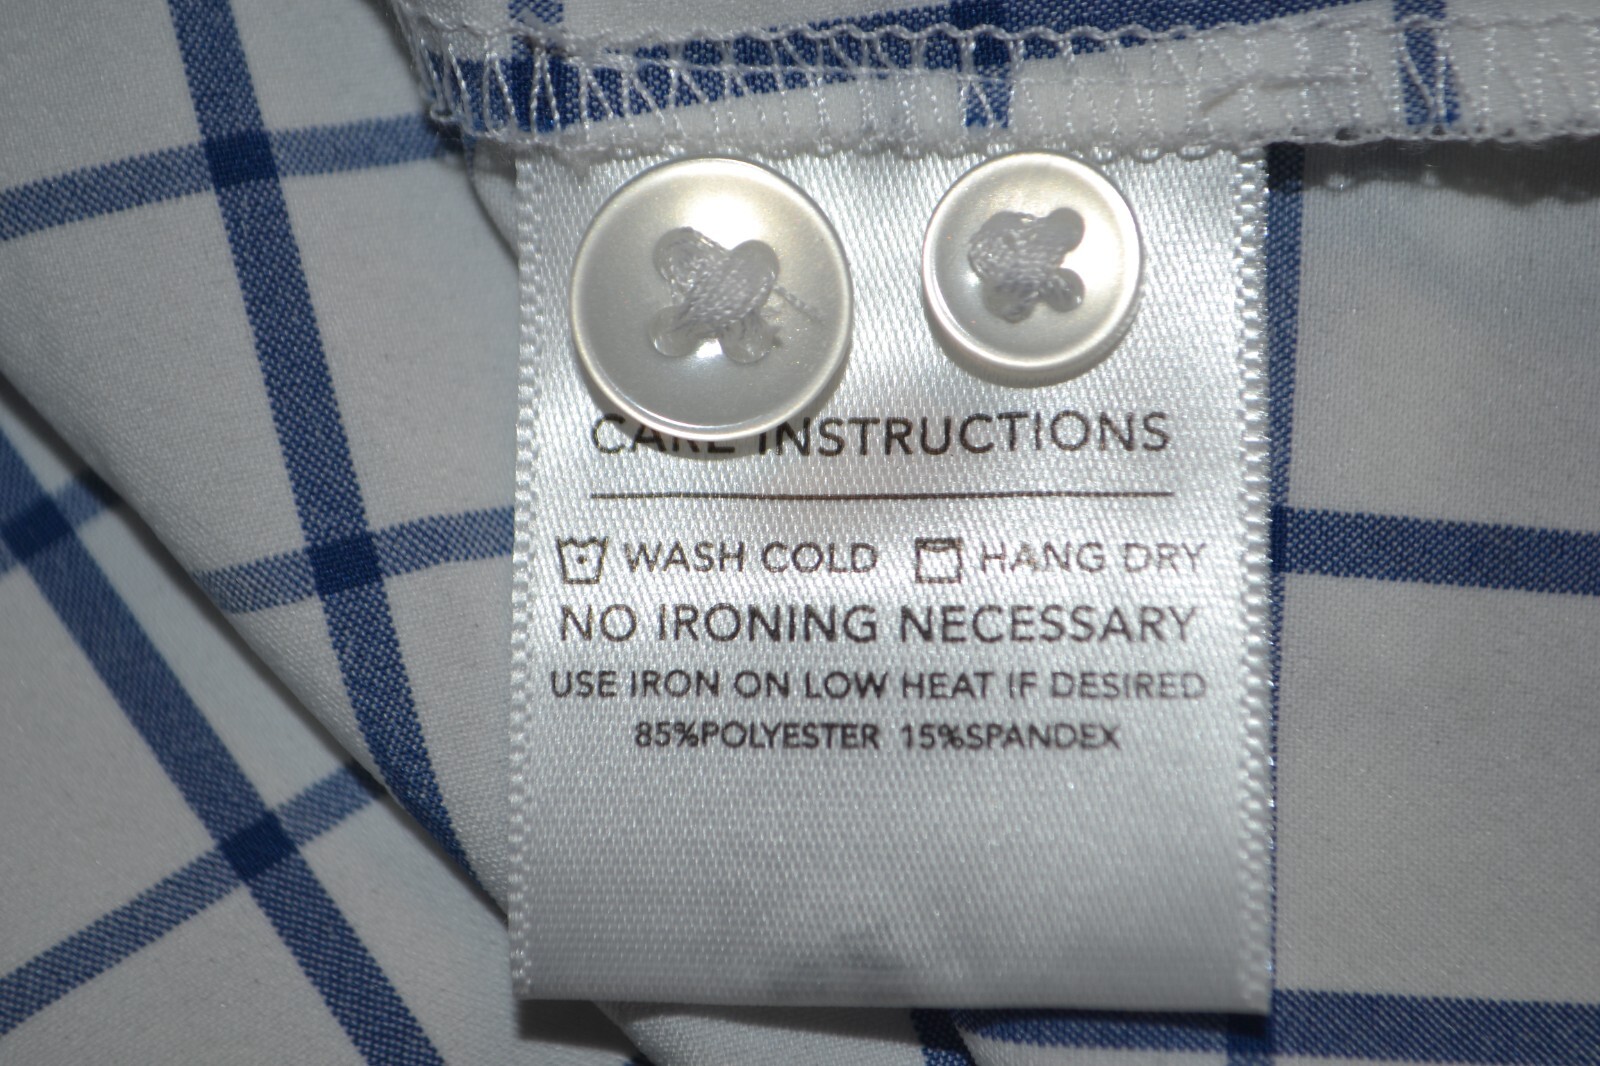 CARE INSTRUCTIONS
WASH COLD HANG DRY
NO IRONING NECESSARY
USE IRON ON LOW HEAT IF DESIRED
85%POLYESTER 15%SPANDEX